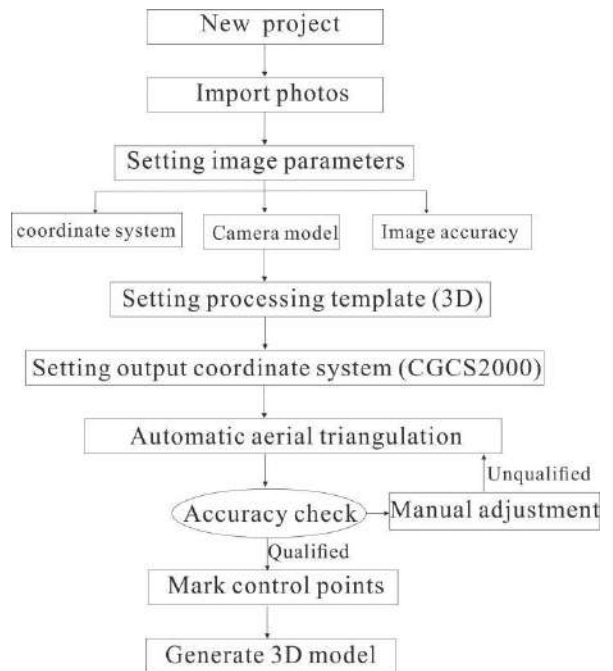 New project
Import photos
Setting image parameters
coordinate system
Camera model
Image accuracy
Setting processing template (3D)
Setting output coordinate system (CGCS2000)
Automatic aerial triangulation
Unqualified
Accuracy check
Manual adjustment
Qualified
Mark control points
Generate 3D model